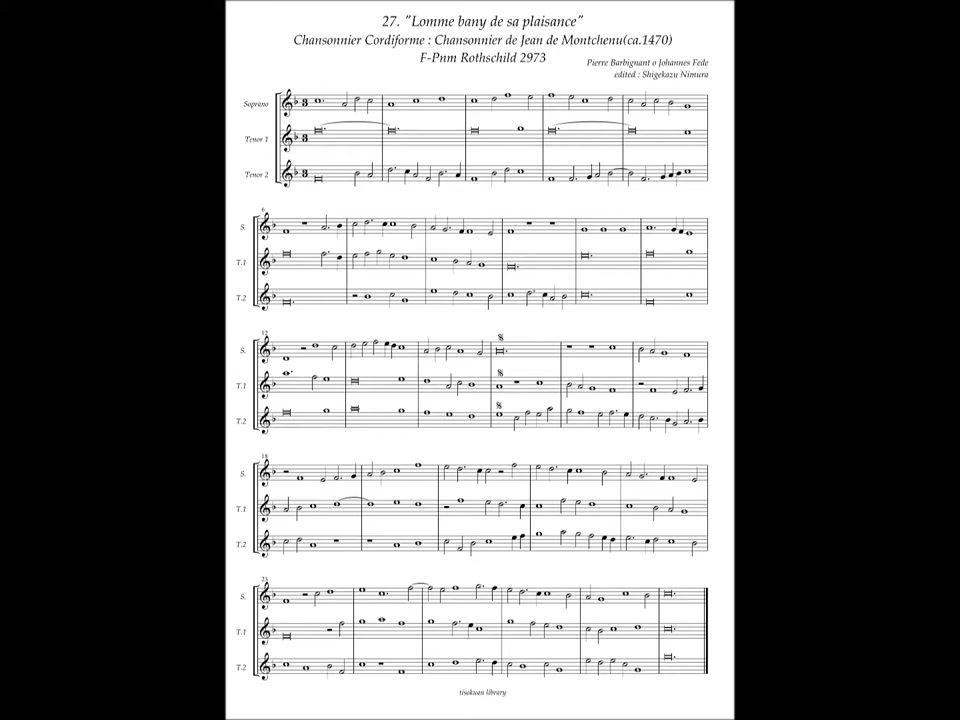 27. "Lomme bany de sa plaisance"
Chansonnier Cordiforme : Chansonnier de Jean de Montchenu(ca.1470)
F-Pnm Rothschild 2973
Pierre Barbignant o Johannes Fede
edited : Shigekazu Nimura
Soprano
Tenor 1
Tenor 2
6
S.
T.1
T.2
12
S.
T.1
T.2
18
S.
T.1
T.2
23
S.
T.1
T.2
tisokuan library